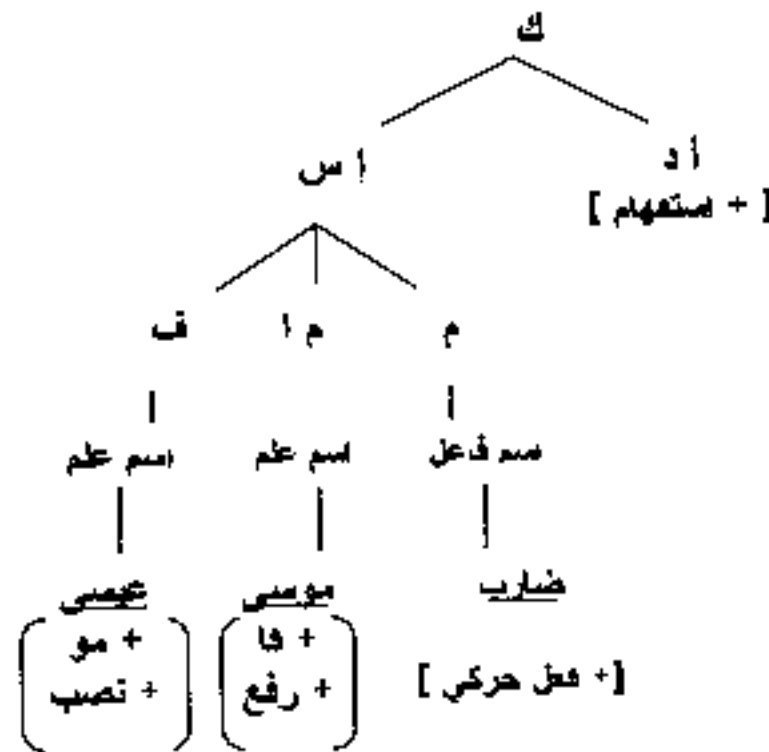 ك
أ د
إ س
[ + استفهام ]
م
م إ
ف
اسم فاعل
اسم علم
اسم علم
ضارب
موسى
عيسى
[+ فعل حركي ]
+ فا
+ مو
+ رفع
+ نصب